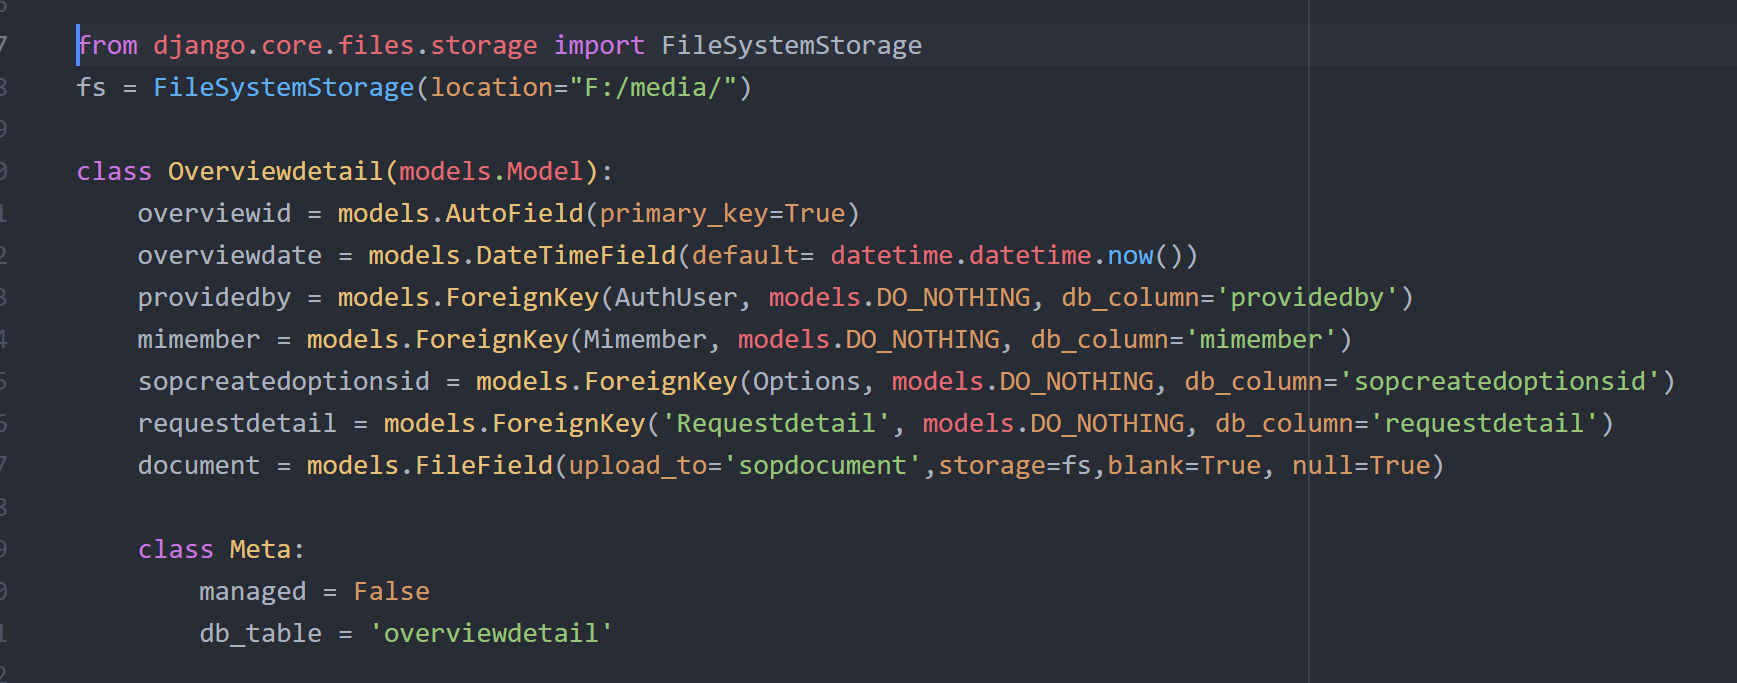 from django.core.files.storage import FileSystemStorage
fs = FileSystemStorage(location="F:/media/")
class Overviewdetail(models.Model):
    overviewid = models.AutoField(primary_key=True)
    overviewdate = models.DateTimeField(default= datetime.datetime.now())
    providedby = models.ForeignKey(AuthUser, models.DO_NOTHING, db_column='providedby')
    mimember = models.ForeignKey(Mimember, models.DO_NOTHING, db_column='mimember')
    sopcreatedoptionsid = models.ForeignKey(Options, models.DO_NOTHING, db_column='sopcreatedoptionsid')
    requestdetail = models.ForeignKey('Requestdetail', models.DO_NOTHING, db_column='requestdetail')
    document = models.FileField(upload_to='sopdocument',storage=fs,blank=True, null=True)
    class Meta:
        managed = False
        db_table = 'overviewdetail'